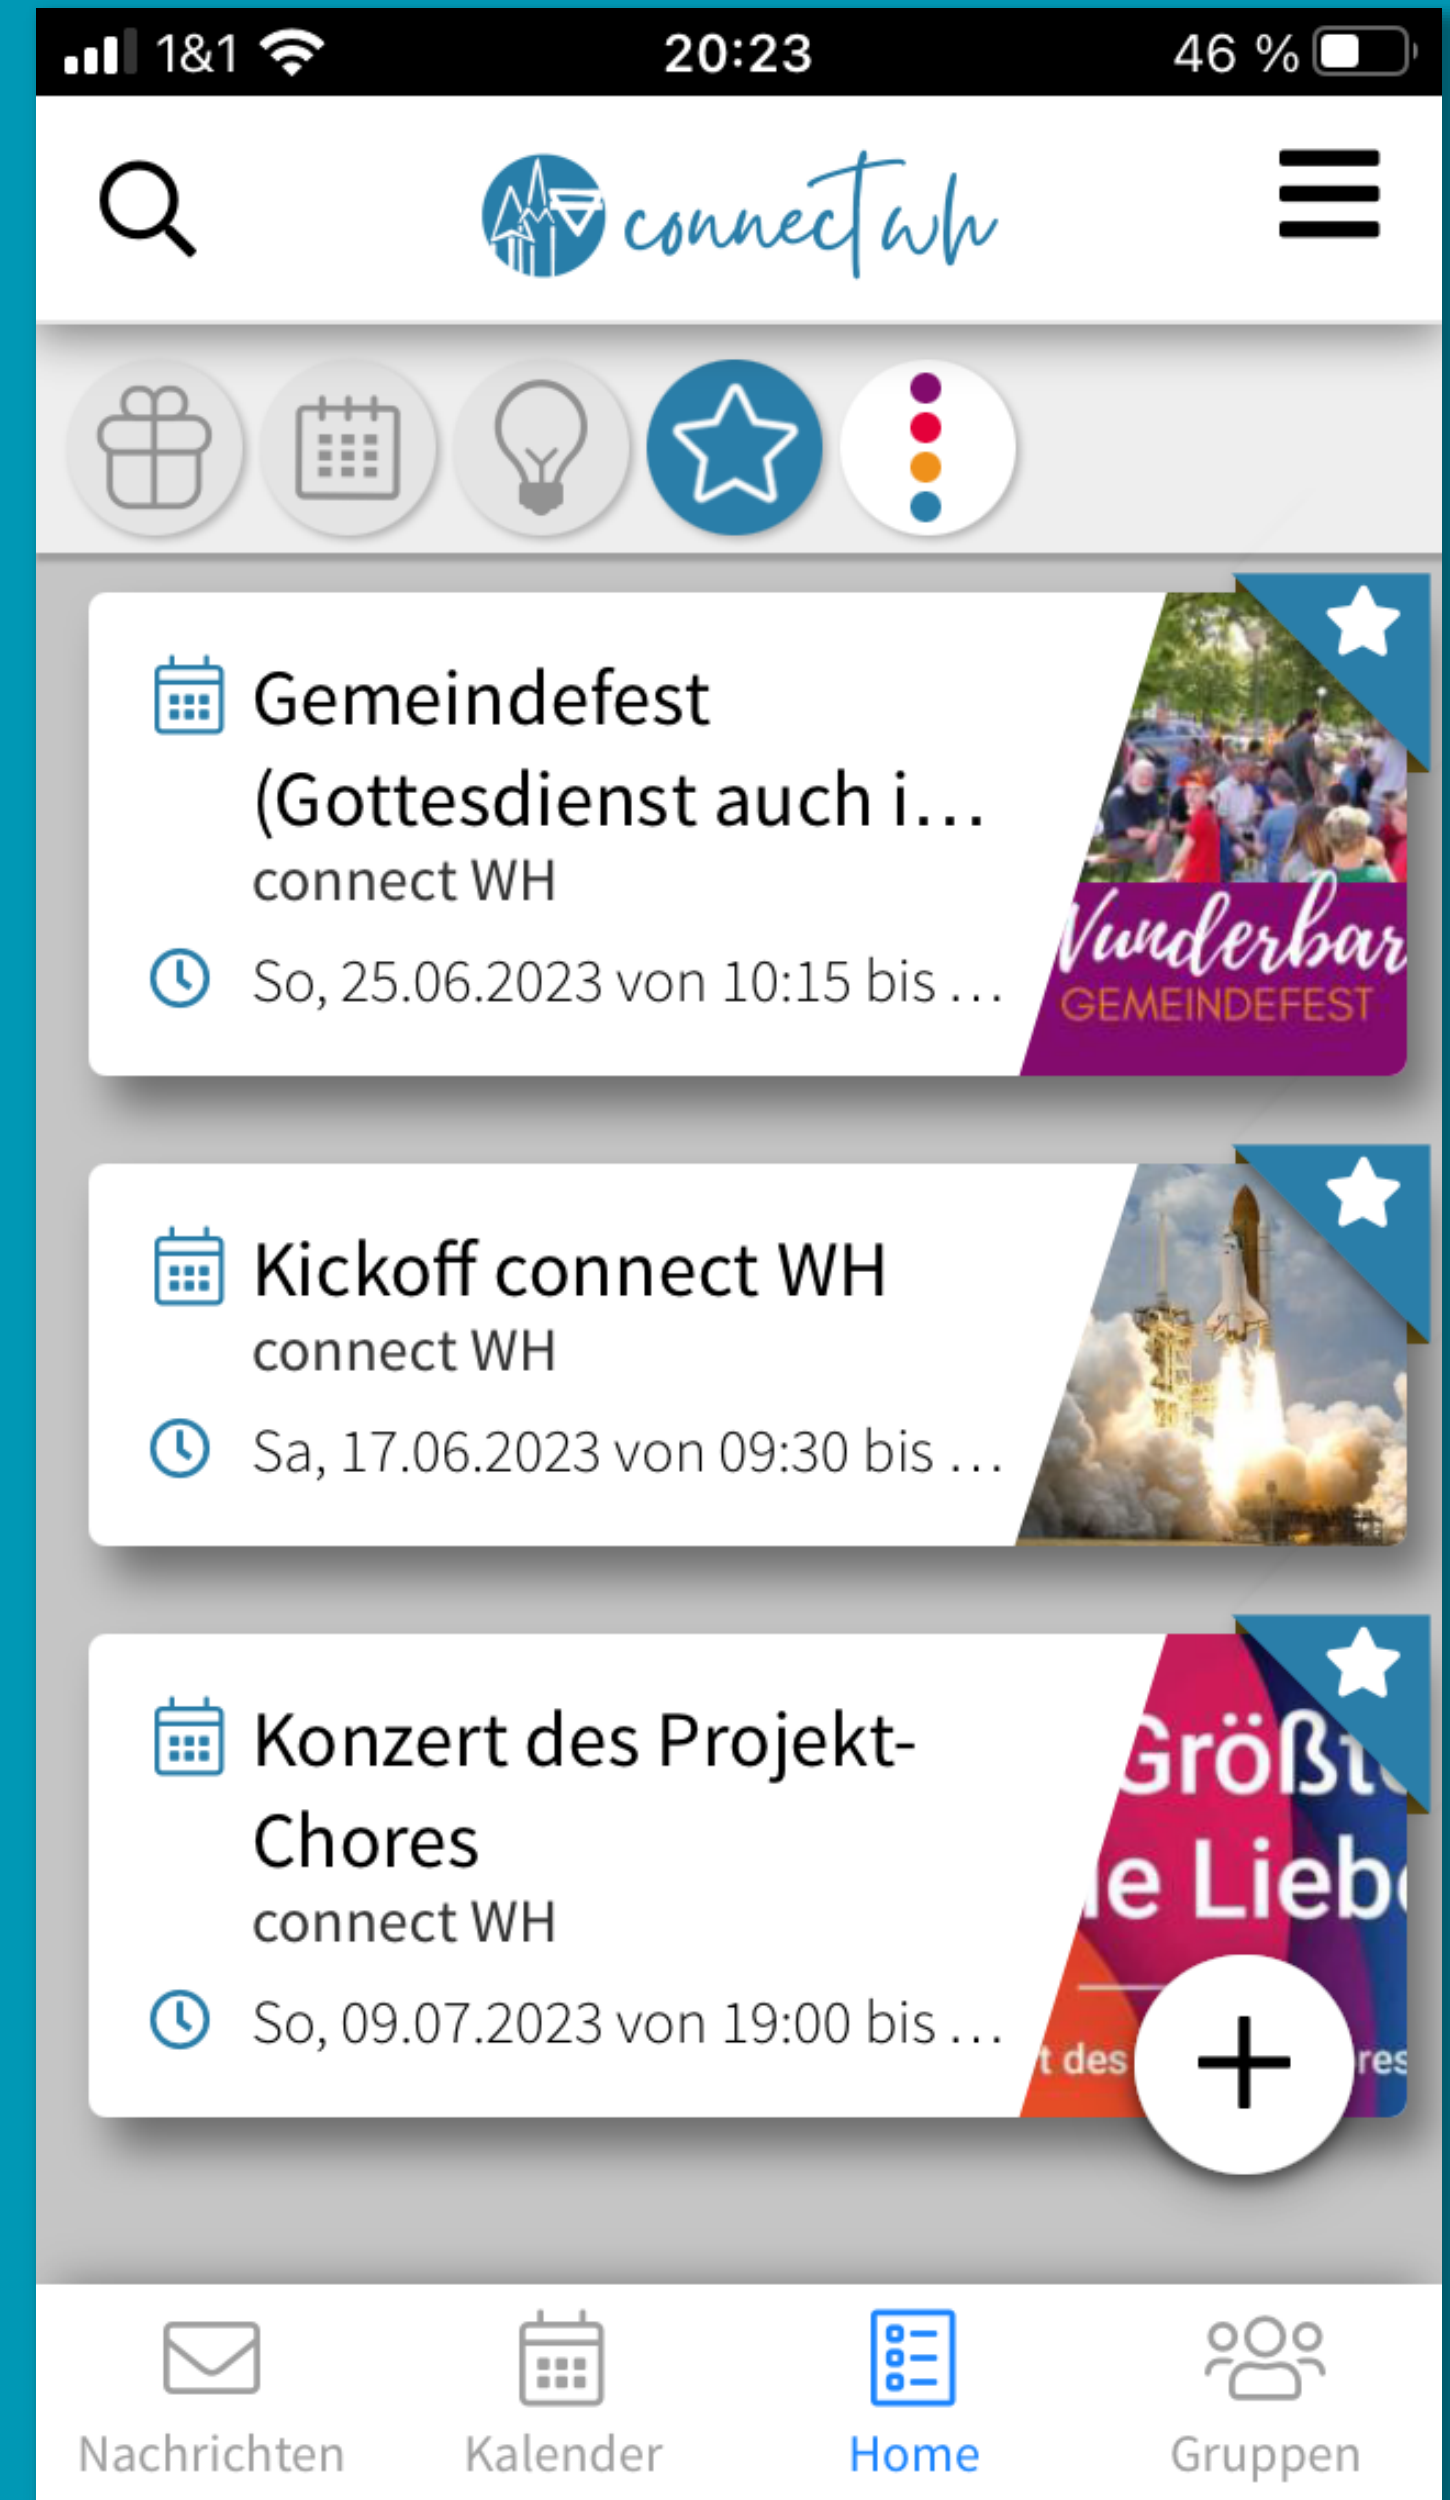 1&1 20:23 46 %
connect wh
Gemeindefest
(Gottesdienst auch i…
connect WH
So, 25.06.2023 von 10:15 bis …
Wunderbar
GEMEINDEFEST
Kickoff connect WH
connect WH
Sa, 17.06.2023 von 09:30 bis …
Konzert des Projekt-
Chores
connect WH
So, 09.07.2023 von 19:00 bis …
Größt
e Lieb
t des res
Nachrichten Kalender Home Gruppen